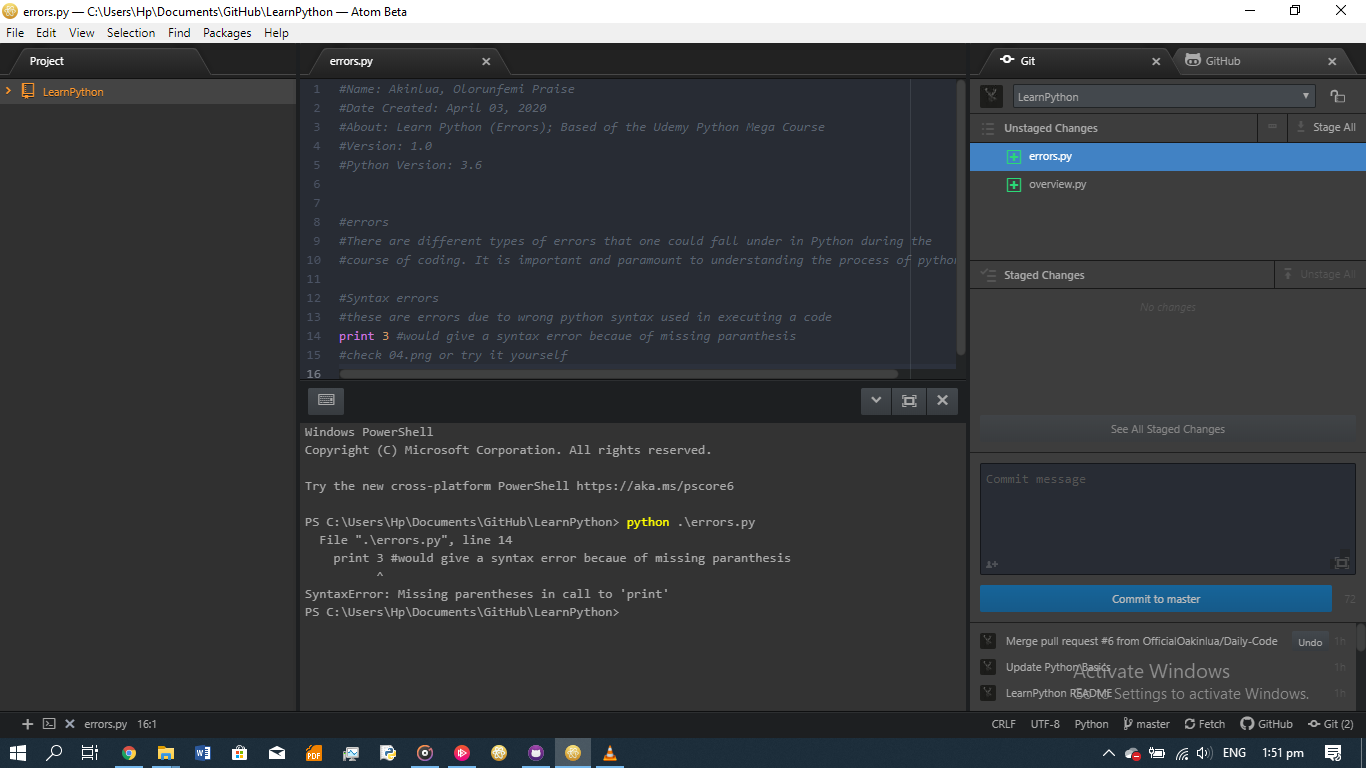 errors.py — C:\Users\Hp\Documents\GitHub\LearnPython — Atom Beta
File Edit View Selection Find Packages Help
Project
LearnPython
errors.py
1 #Name: Akinlua, Olorunfemi Praise
2 #Date Created: April 03, 2020
3 #About: Learn Python (Errors); Based of the Udemy Python Mega Course
4 #Version: 1.0
5 #Python Version: 3.6
6
7
8 #errors
9 #There are different types of errors that one could fall under in Python during the
10 #course of coding. It is important and paramount to understanding the process of python
11
12 #Syntax errors
13 #these are errors due to wrong python syntax used in executing a code
14 print 3 #would give a syntax error becaue of missing paranthesis
15 #check 04.png or try it yourself
16
Windows PowerShell
Copyright (C) Microsoft Corporation. All rights reserved.
Try the new cross-platform PowerShell https://aka.ms/pscore6
PS C:\Users\Hp\Documents\GitHub\LearnPython> python .\errors.py
File ".\errors.py", line 14
print 3 #would give a syntax error becaue of missing paranthesis
^
SyntaxError: Missing parentheses in call to 'print'
PS C:\Users\Hp\Documents\GitHub\LearnPython>
Git
GitHub
LearnPython
Unstaged Changes
Stage All
errors.py
overview.py
Staged Changes
Unstage All
No changes
See All Staged Changes
Commit message
Commit to master
72
Merge pull request #6 from OfficialOakinlua/Daily-Code
Undo
1h
Update Python Basics
1h
LearnPython README
1h
Activate Windows
Go to Settings to activate Windows.
errors.py 16:1
CRLF UTF-8 Python master Fetch GitHub Git (2)
PDF
ENG 1:51 pm